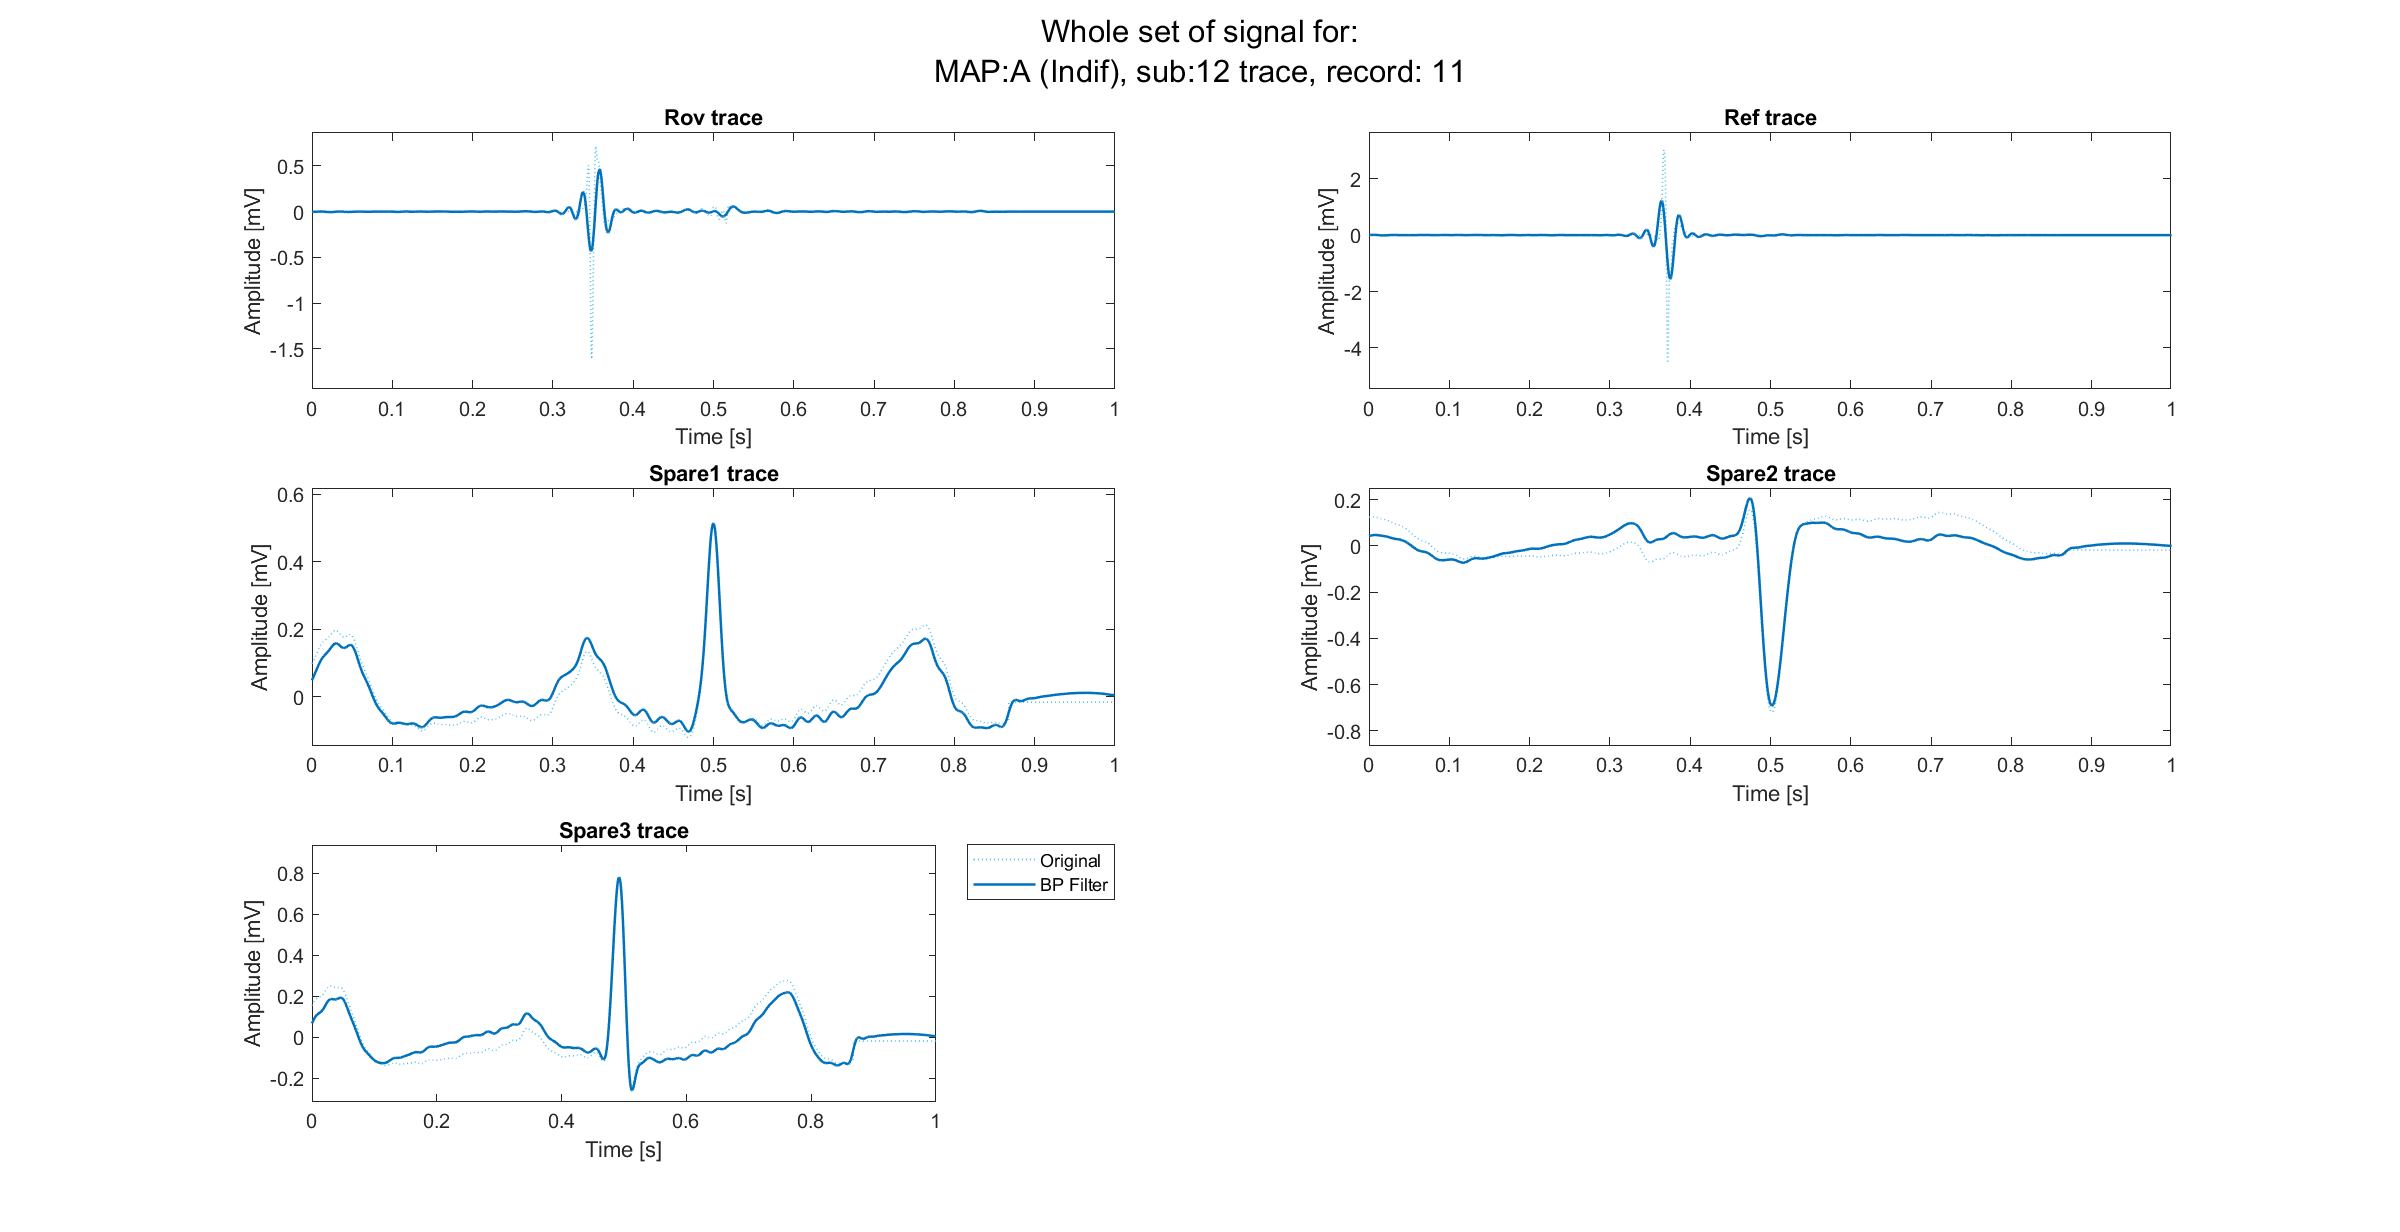 Whole set of signal for:
MAP:A (Indif), sub:12 trace, record: 11
Rov trace
Amplitude [mV]
0.5
0
-0.5
-1
-1.5
0 0.1 0.2 0.3 0.4 0.5 0.6 0.7 0.8 0.9 1
Time [s]
Ref trace
Amplitude [mV]
2
0
-2
-4
0 0.1 0.2 0.3 0.4 0.5 0.6 0.7 0.8 0.9 1
Time [s]
Spare1 trace
Amplitude [mV]
0.6
0.4
0.2
0
0 0.1 0.2 0.3 0.4 0.5 0.6 0.7 0.8 0.9 1
Time [s]
Spare2 trace
Amplitude [mV]
0.2
0
-0.2
-0.4
-0.6
-0.8
0 0.1 0.2 0.3 0.4 0.5 0.6 0.7 0.8 0.9 1
Time [s]
Spare3 trace
Amplitude [mV]
0.8
0.6
0.4
0.2
0
-0.2
0 0.2 0.4 0.6 0.8 1
Time [s]
Original
BP Filter